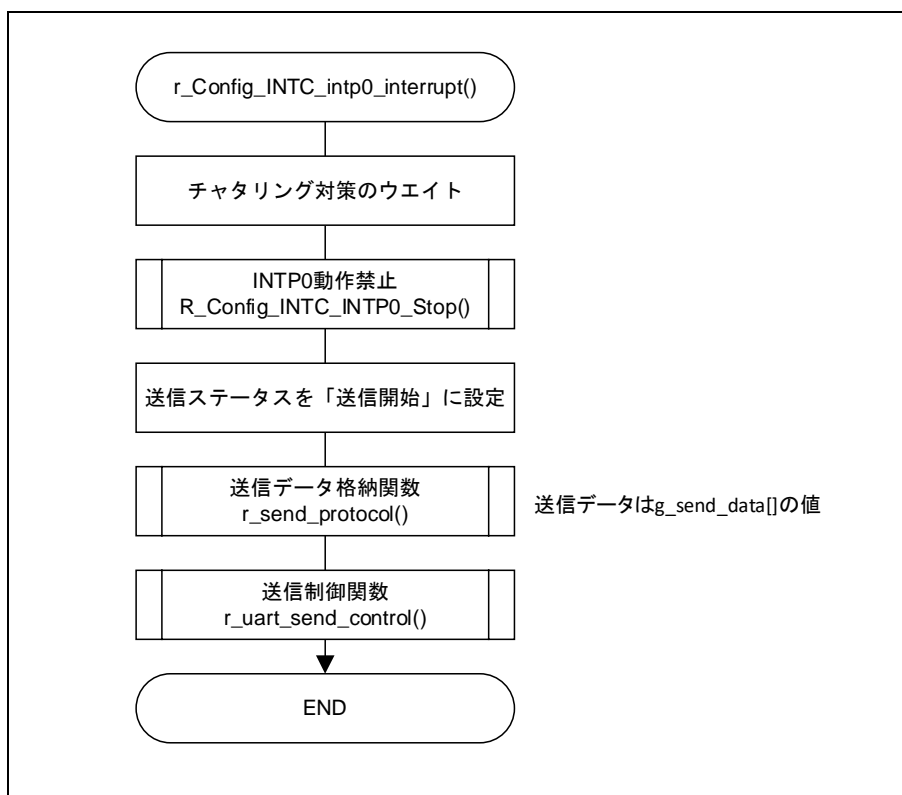 r_Config_INTC_intp0_interrupt()
チャタリング対策のウエイト
INTP0動作禁止
R_Config_INTC_INTP0_Stop()
送信ステータスを「送信開始」に設定
送信データ格納関数
r_send_protocol()
送信データはg_send_data[]の値
送信制御関数
r_uart_send_control()
END